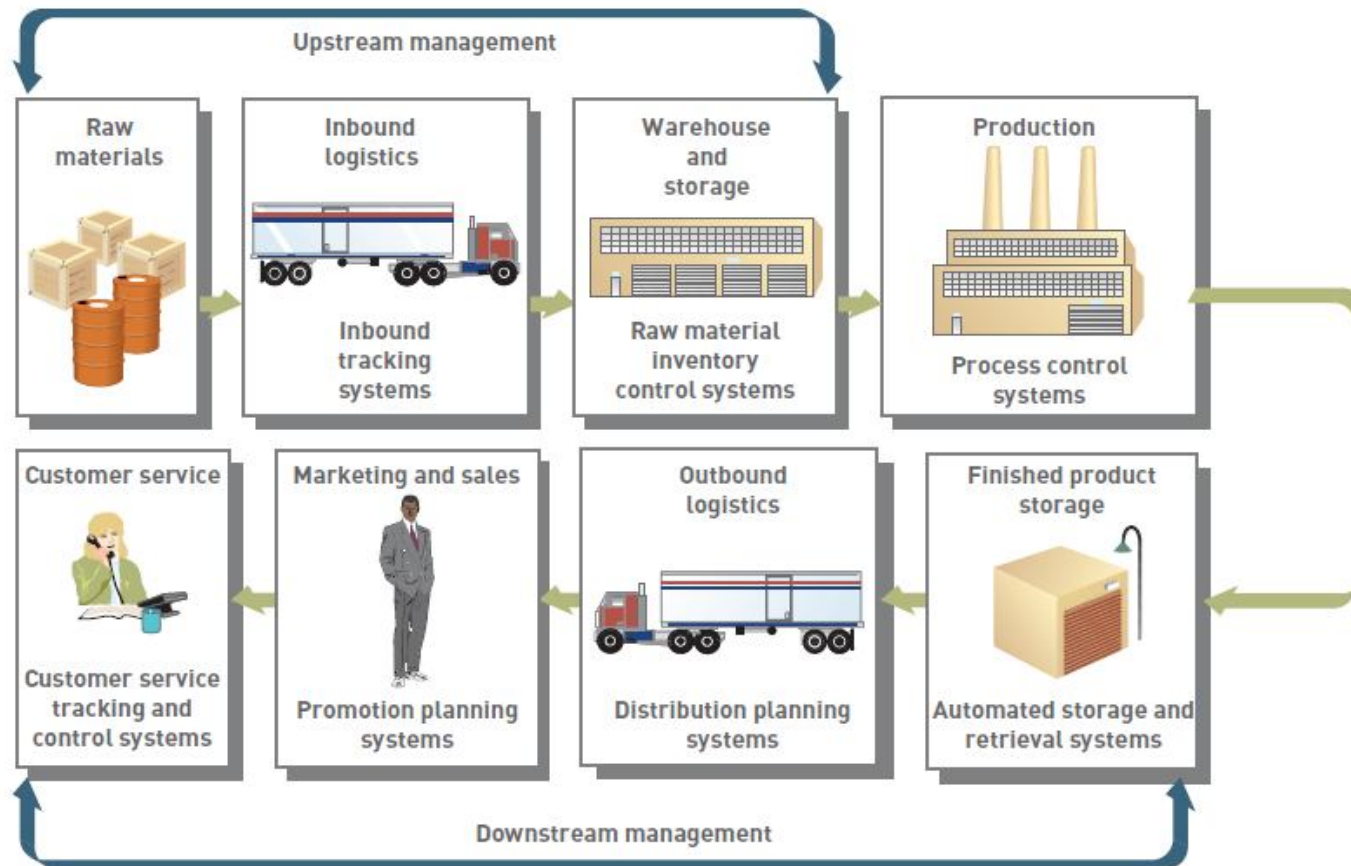 Upstream management
Raw
materials
Inbound
logistics
Inbound
tracking
systems
Warehouse
and
storage
Raw material
inventory
control systems
Production
Process control
systems
Customer service
Customer service
tracking and
control systems
Marketing and sales
Promotion planning
systems
Outbound
logistics
Distribution planning
systems
Finished product
storage
Automated storage and
retrieval systems
Downstream management